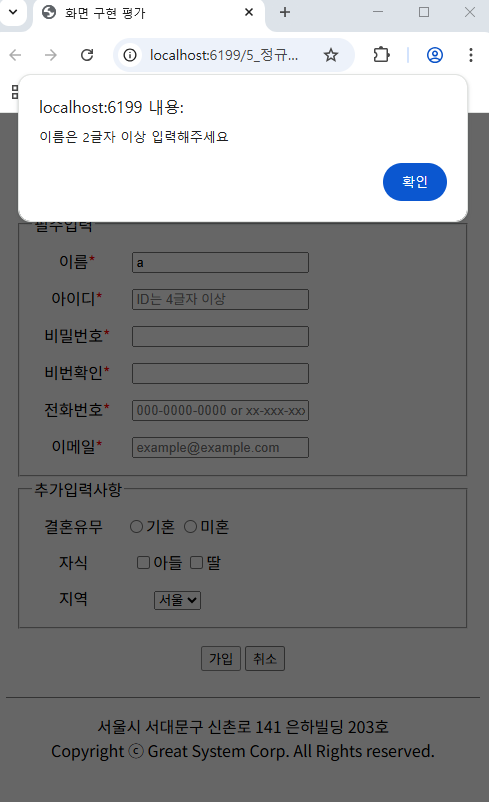 화면 구현 평가
localhost:6199/5_정규...
localhost:6199 내용:
이름은 2글자 이상 입력해주세요
확인
필수입력
이름* a
아이디* ID는 4글자 이상
비밀번호*
비번확인*
전화번호* 000-0000-0000 or xx-xxx-xxx
이메일* example@example.com
추가입력사항
결혼유무 기혼 미혼
자식 아들 딸
지역 서울
가입 취소
서울시 서대문구 신촌로 141 은하빌딩 203호
Copyright ⓒ Great System Corp. All Rights reserved.